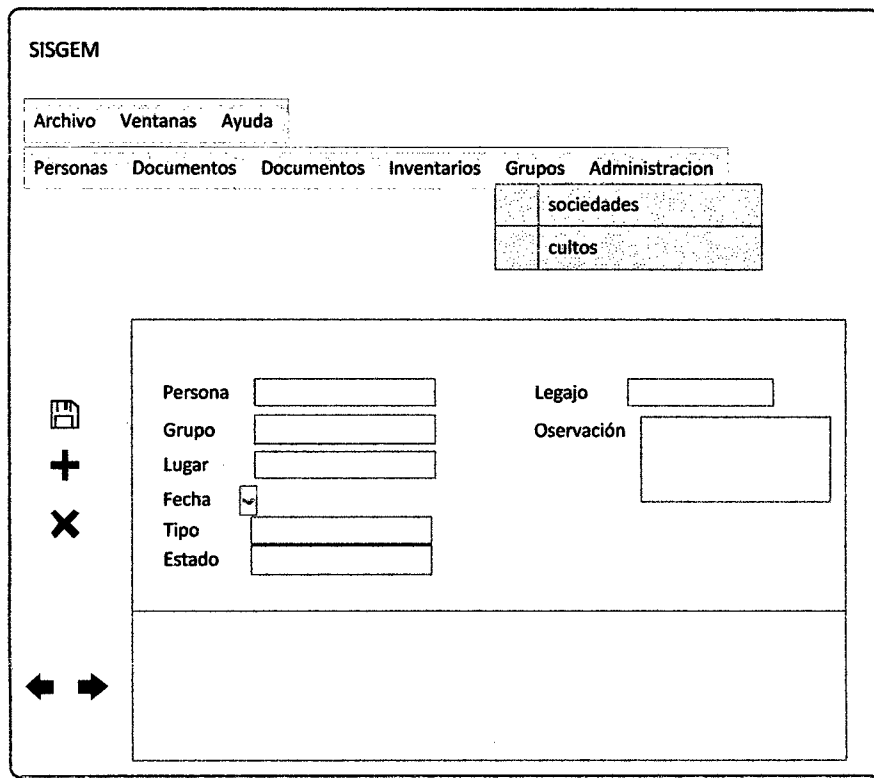 SISGEM
Archivo Ventanas Ayuda
Personas Documentos Documentos Inventarios Grupos Administracion
sociedades
cultos
Persona Legajo
Grupo Oservación
Lugar
Fecha
Tipo
Estado